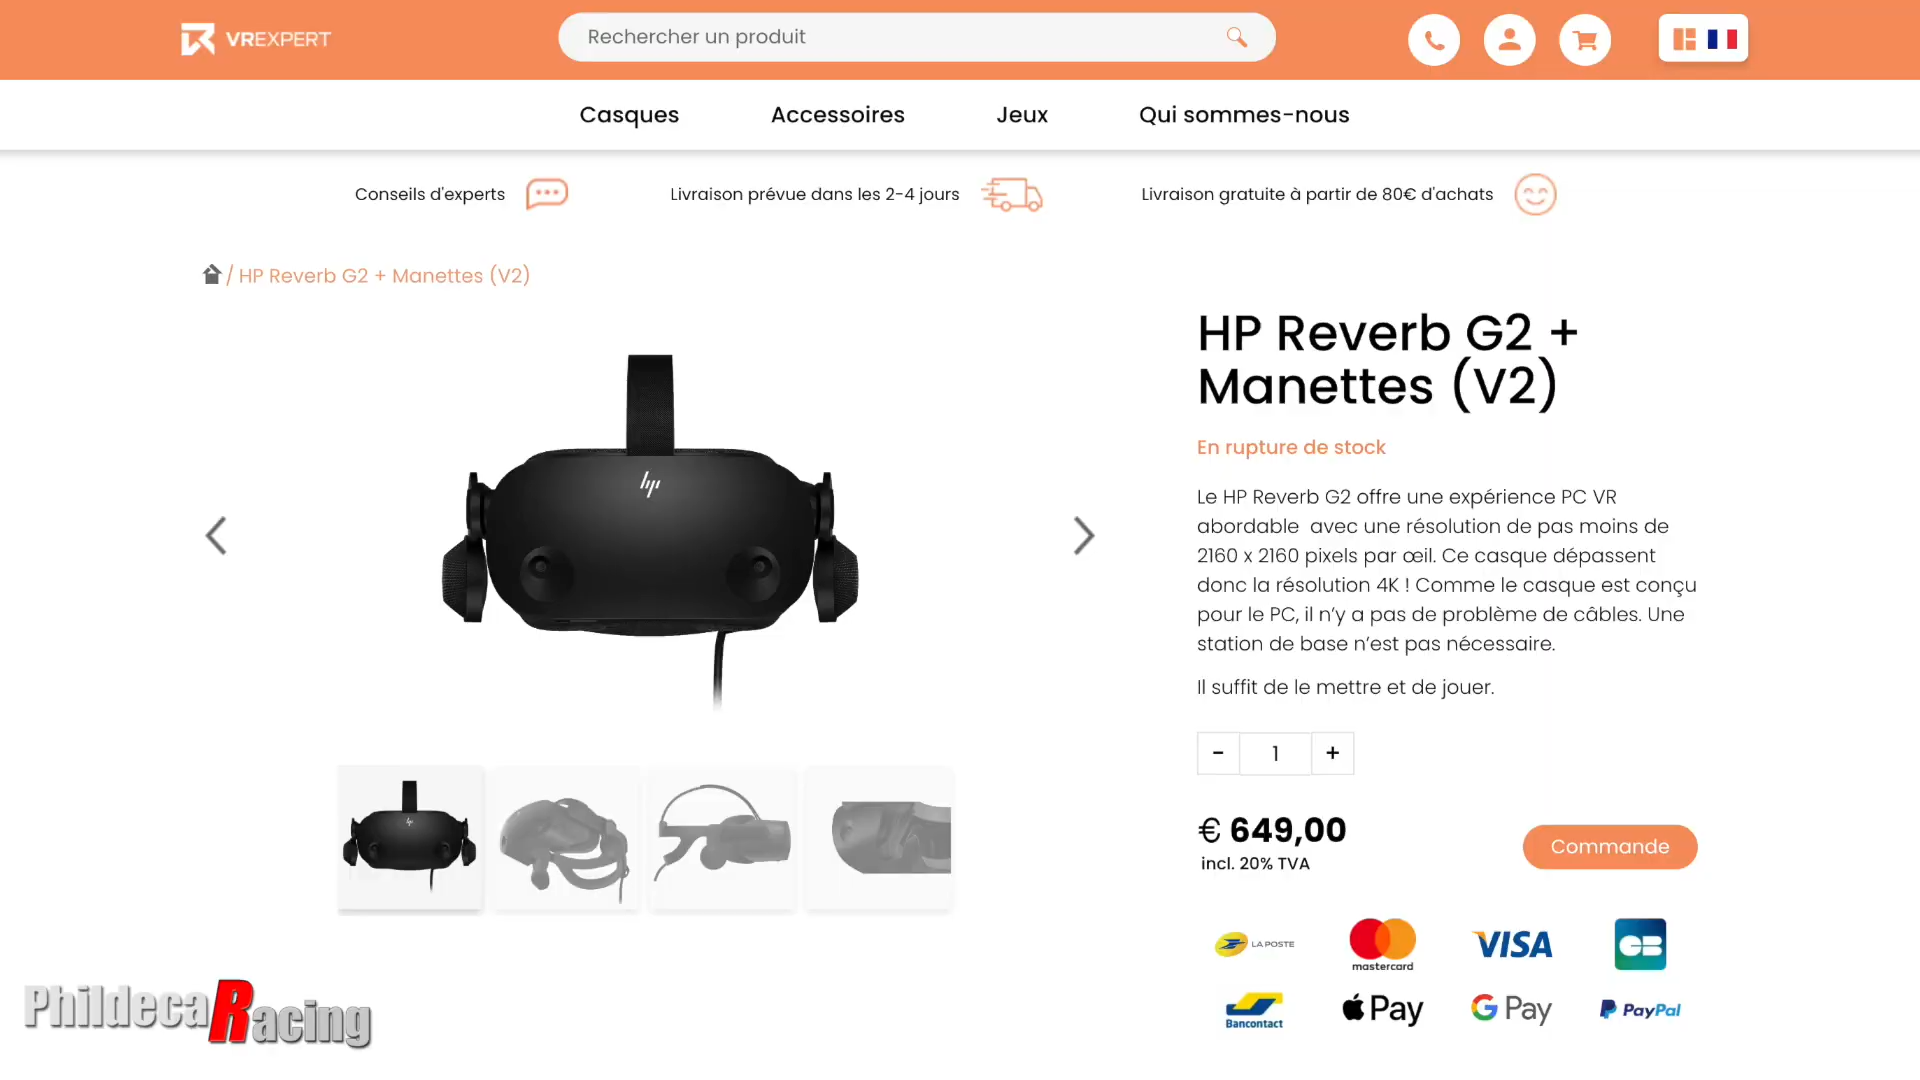 VREXPERT
Rechercher un produit
Casques
Accessoires
Jeux
Qui sommes-nous
Conseils d'experts
Livraison prévue dans les 2-4 jours
Livraison gratuite à partir de 80€ d'achats
/ HP Reverb G2 + Manettes (V2)
HP Reverb G2 +
Manettes (V2)
En rupture de stock
Le HP Reverb G2 offre une expérience PC VR
abordable avec une résolution de pas moins de
2160 x 2160 pixels par œil. Ce casque dépassent
donc la résolution 4K ! Comme le casque est conçu
pour le PC, il n’y a pas de problème de câbles. Une
station de base n’est pas nécessaire.
Il suffit de le mettre et de jouer.
- 1 +
€ 649,00
incl. 20% TVA
Commande
hp
LA POSTE
mastercard
VISA
CB
Bancontact
Pay
G Pay
PayPal
PhildecaRacing